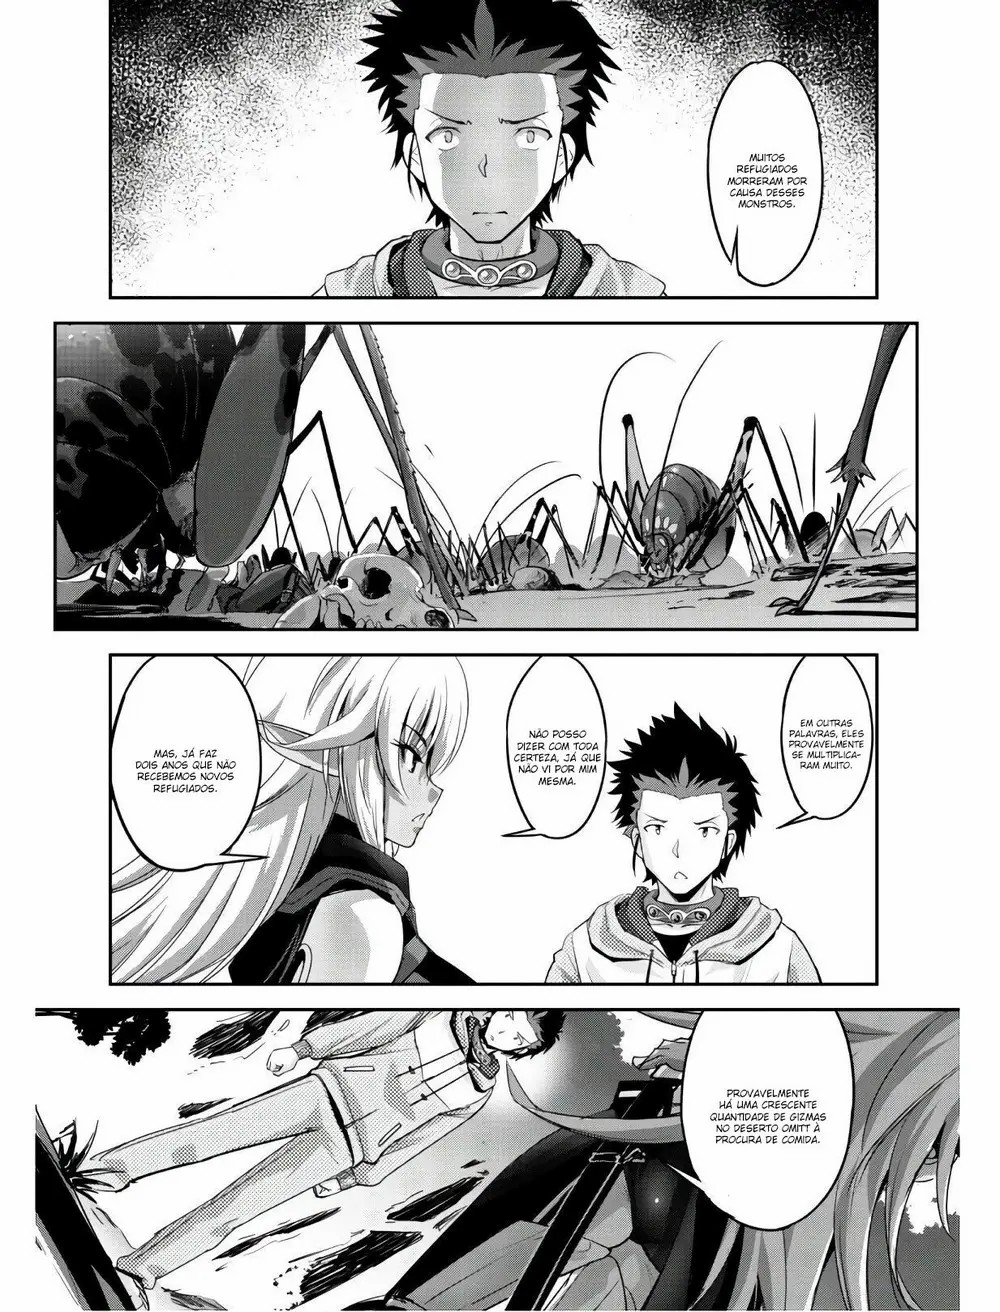 MUITOS
REFUGIADOS
MORRERAM POR
CAUSA DESSES
MONSTROS.
EM OUTRAS
PALAVRAS, ELES
PROVAVELMENTE
SE MULTIPLICA-
RAM MUITO.
NÃO POSSO
DIZER COM TODA
CERTEZA, JÁ QUE
NÃO VI POR MIM
MESMA.
MAS, JÁ FAZ
DOIS ANOS QUE NÃO
RECEBEMOS NOVOS
REFUGIADOS.
PROVAVELMENTE
HÁ UMA CRESCENTE
QUANTIDADE DE GIZMAS
NO DESERTO OMITT À
PROCURA DE COMIDA.